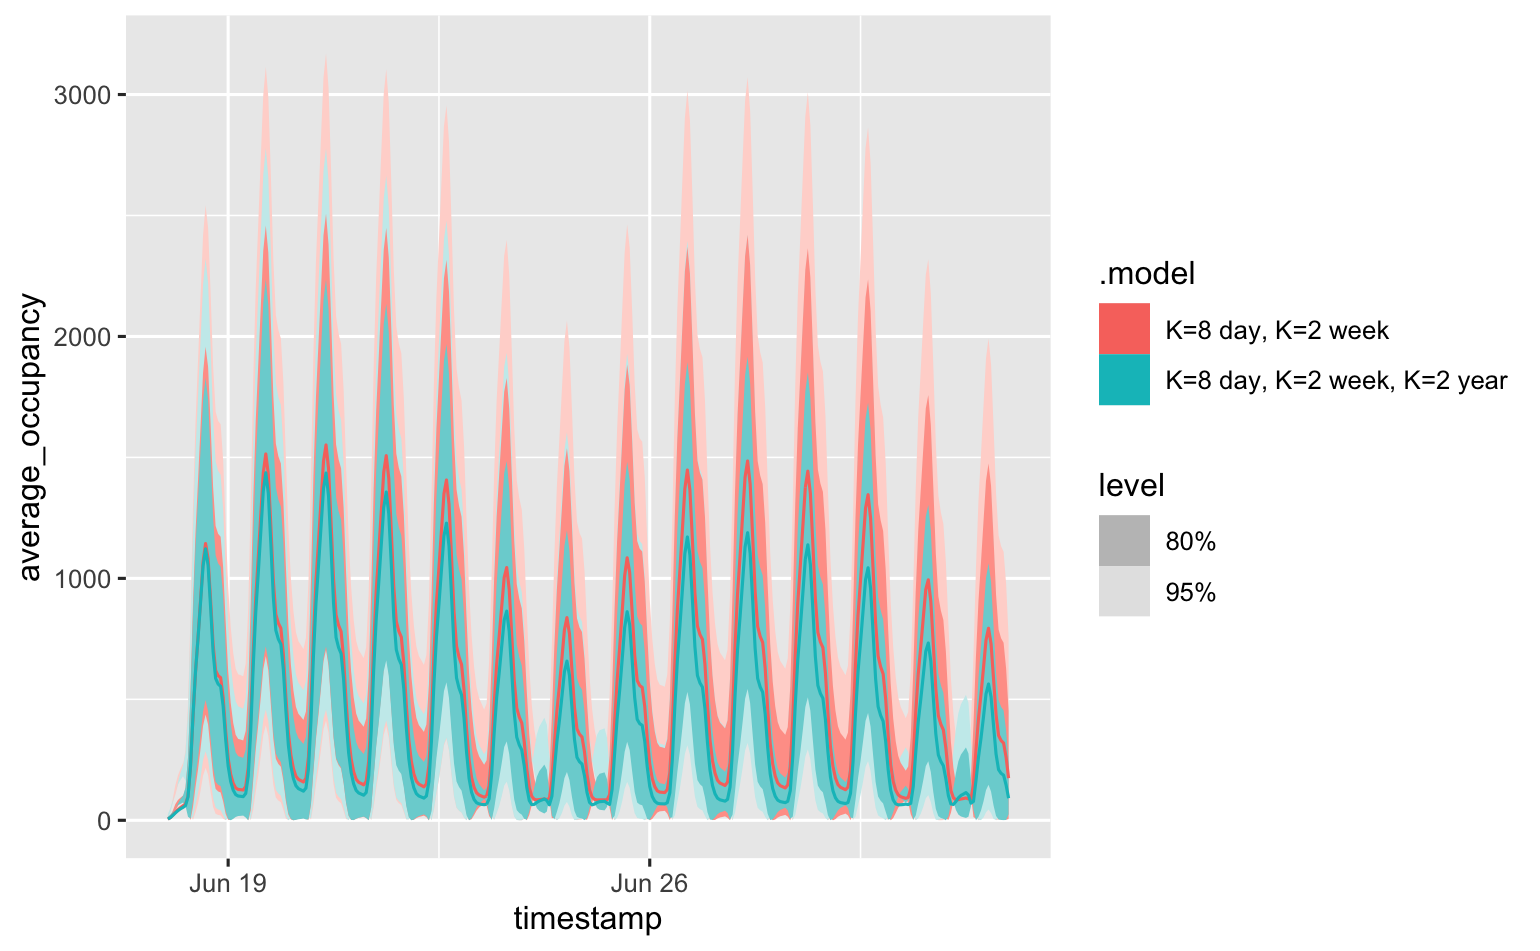 average_occupancy
3000
2000
1000
0
Jun 19
Jun 26
timestamp
.model
K=8 day, K=2 week
K=8 day, K=2 week, K=2 year
level
80%
95%